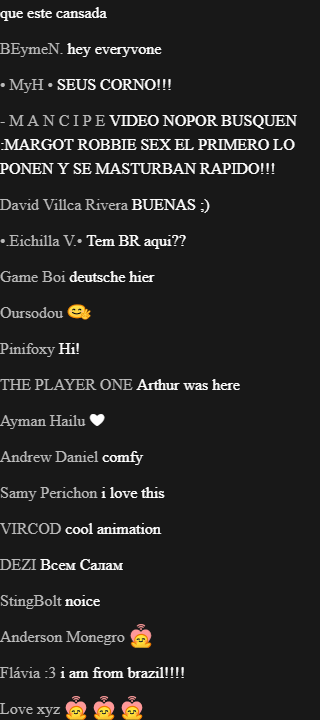 que este cansada
BEymeN. hey everyvone
• MyH • SEUS CORNO!!!
- M A N C I P E VIDEO NOPOR BUSQUEN
:MARGOT ROBBIE SEX EL PRIMERO LO
PONEN Y SE MASTURBAN RAPIDO!!!
David Villca Rivera BUENAS ;)
•.Eichilla V.• Tem BR aqui??
Game Boi deutsche hier
Oursodou
Pinifoxy Hi!
THE PLAYER ONE Arthur was here
Ayman Hailu 🤍
Andrew Daniel comfy
Samy Perichon i love this
VIRCOD cool animation
DEZI Всем Салам
StingBolt noice
Anderson Monegro
Flávia :3 i am from brazil!!!!
Love xyz